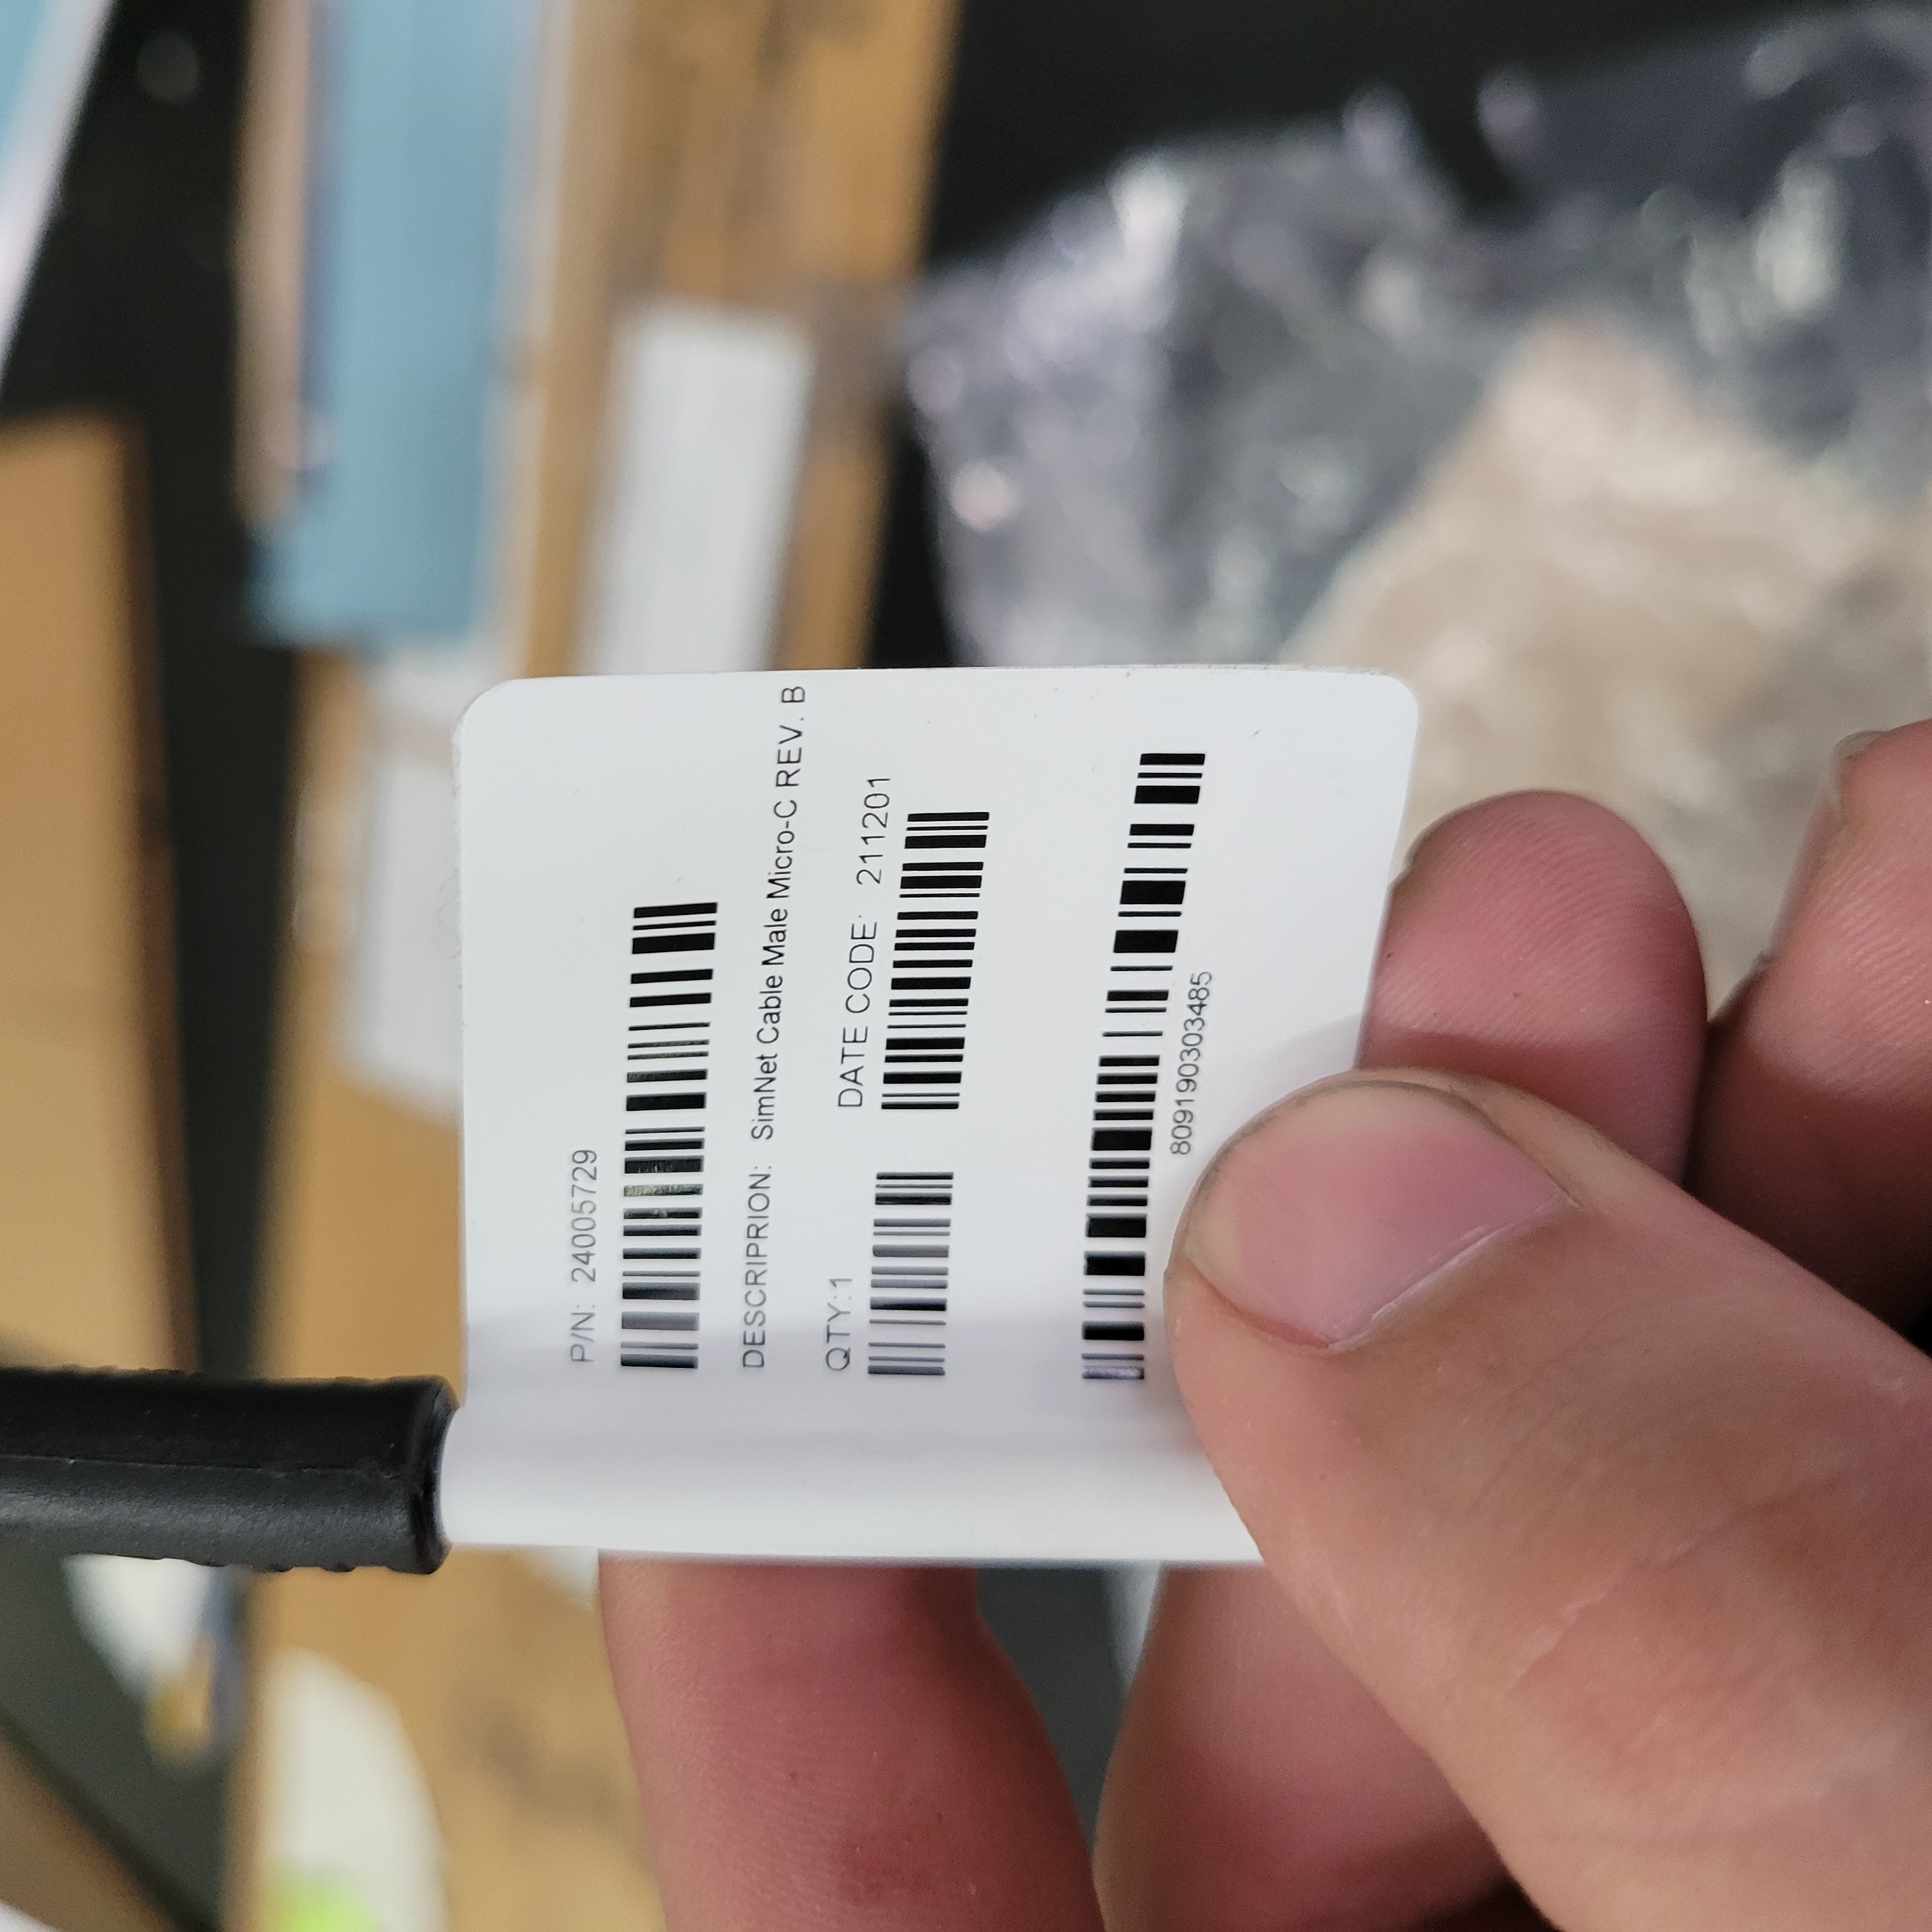 P/N: 24005729
DESCRIPRION: SimNet Cable Male Micro-C REV. B
QTY:1 DATE CODE: 211201
809190303485